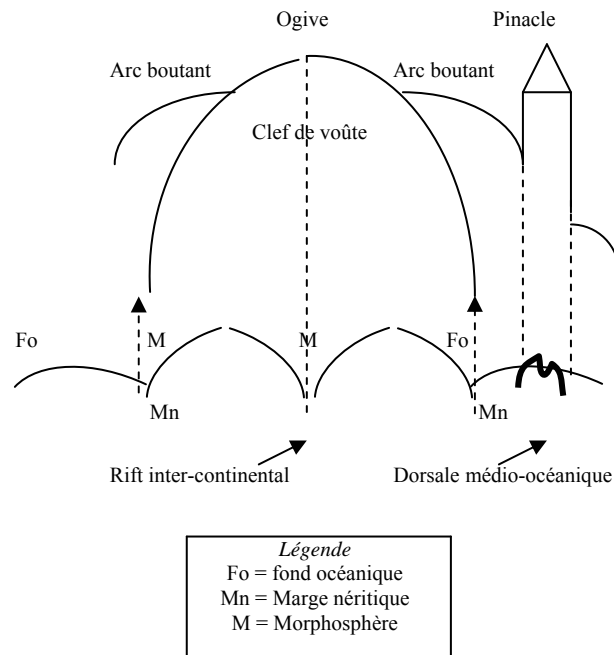 Ogive
Pinacle
Arc boutant
Arc boutant
Clef de voûte
Fo
M
M
Fo
Mn
Mn
Rift inter-continental
Dorsale médio-océanique
Légende
Fo = fond océanique
Mn = Marge néritique
M = Morphosphère